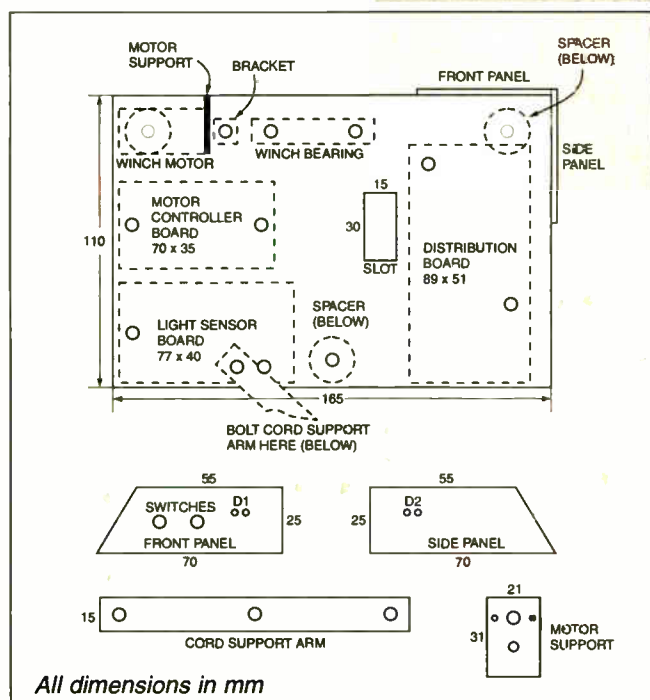 MOTOR
SUPPORT
BRACKET
SPACER
(BELOW)
FRONT PANEL
WINCH MOTOR
WINCH BEARING
SIDE
PANEL
MOTOR
CONTROLLER
BOARD
70 x 35
110
15
30
SLOT
DISTRIBUTION
BOARD
89 x 51
LIGHT SENSOR
BOARD
77 x 40
SPACER
(BELOW)
165
BOLT CORD SUPPORT
ARM HERE (BELOW)
55
SWITCHES
D1
25
FRONT PANEL
70
55
D2
25
SIDE PANEL
70
15
CORD SUPPORT ARM
21
31
MOTOR
SUPPORT
All dimensions in mm